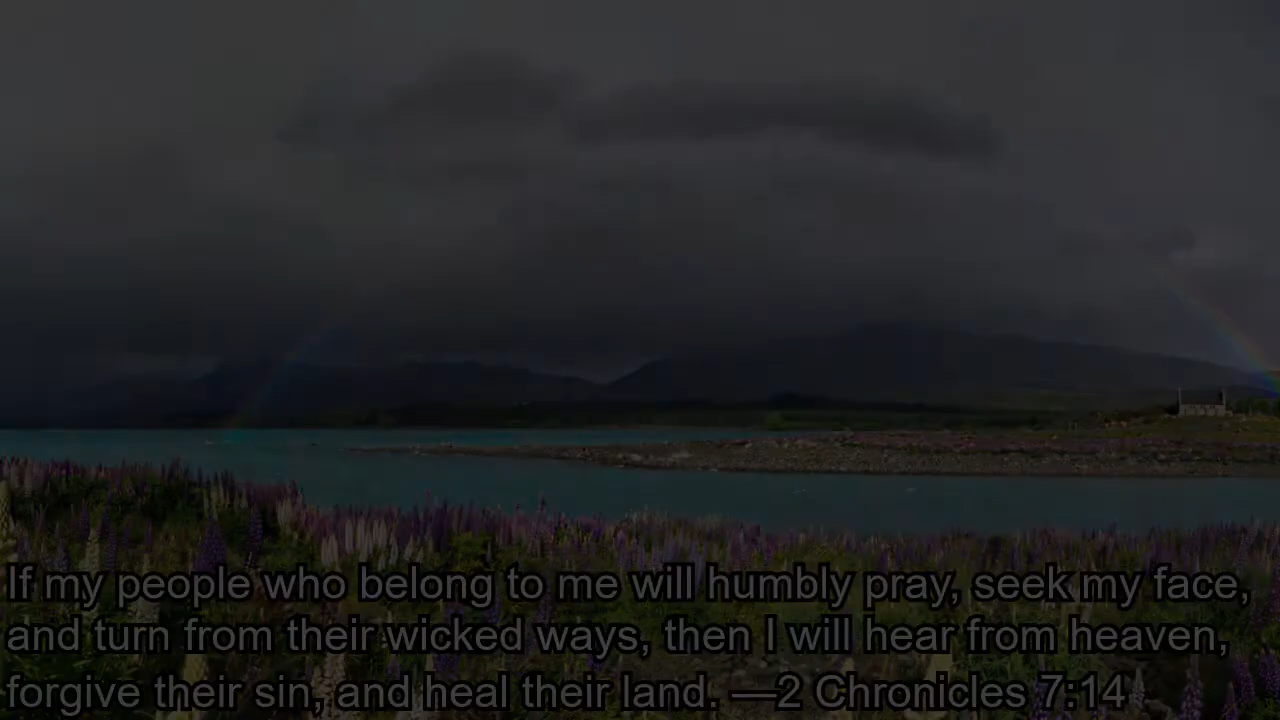 If my people who belong to me will humbly pray, seek my face,
and turn from their wicked ways, then I will hear from heaven,
forgive their sin, and heal their land. —2 Chronicles 7:14